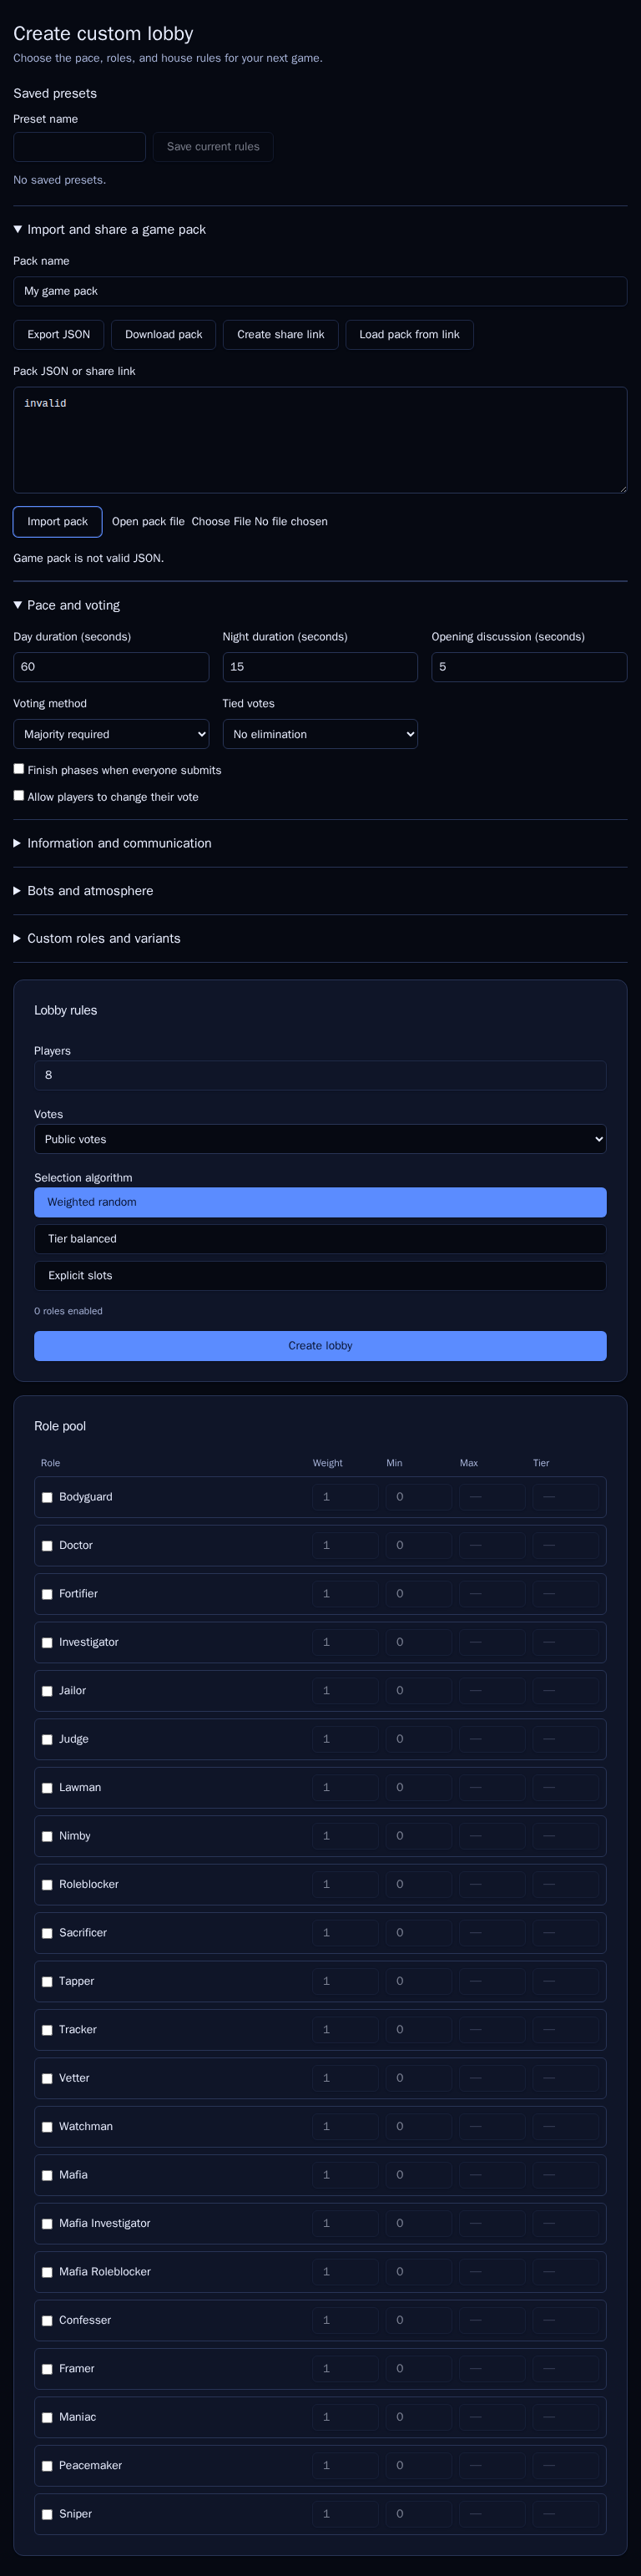 Create custom lobby
Choose the pace, roles, and house rules for your next game.
Saved presets
Preset name
Save current rules
No saved presets.
Import and share a game pack
Pack name
My game pack
Export JSON Download pack Create share link Load pack from link
Pack JSON or share link
invalid
Import pack Open pack file Choose File No file chosen
Game pack is not valid JSON.
Pace and voting
Day duration (seconds) Night duration (seconds) Opening discussion (seconds)
60 15 5
Voting method Tied votes
Majority required No elimination
Finish phases when everyone submits
Allow players to change their vote
Information and communication
Bots and atmosphere
Custom roles and variants
Lobby rules
Players
8
Votes
Public votes
Selection algorithm
Weighted random
Tier balanced
Explicit slots
0 roles enabled
Create lobby
Role pool
Role Weight Min Max Tier
Bodyguard 1 0 — —
Doctor 1 0 — —
Fortifier 1 0 — —
Investigator 1 0 — —
Jailor 1 0 — —
Judge 1 0 — —
Lawman 1 0 — —
Nimby 1 0 — —
Roleblocker 1 0 — —
Sacrificer 1 0 — —
Tapper 1 0 — —
Tracker 1 0 — —
Vetter 1 0 — —
Watchman 1 0 — —
Mafia 1 0 — —
Mafia Investigator 1 0 — —
Mafia Roleblocker 1 0 — —
Confesser 1 0 — —
Framer 1 0 — —
Maniac 1 0 — —
Peacemaker 1 0 — —
Sniper 1 0 — —